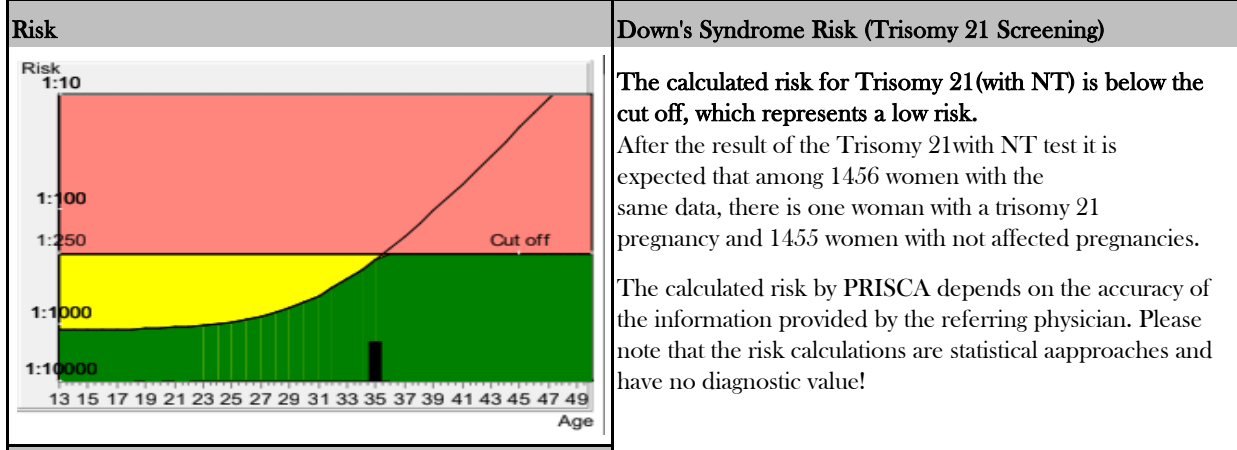 Risk
Down's Syndrome Risk (Trisomy 21 Screening)
Risk
1:10
1:100
1:250
Cut off
1:1000
1:10000
13 15 17 19 21 23 25 27 29 31 33 35 37 39 41 43 45 47 49
Age
The calculated risk for Trisomy 21(with NT) is below the
cut off, which represents a low risk.
After the result of the Trisomy 21with NT test it is
expected that among 1456 women with the
same data, there is one woman with a trisomy 21
pregnancy and 1455 women with not affected pregnancies.
The calculated risk by PRISCA depends on the accuracy of
the information provided by the referring physician. Please
note that the risk calculations are statistical aapproaches and
have no diagnostic value!